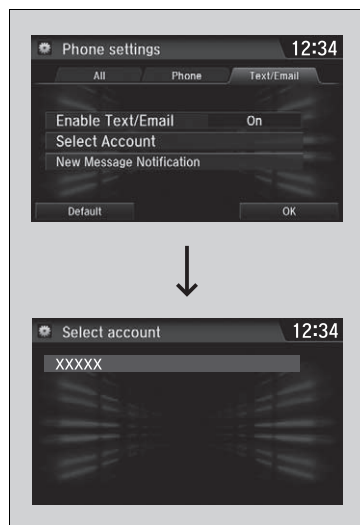 Phone settings 12:34
All Phone Text/Email
Enable Text/Email On
Select Account
New Message Notification
Default OK
Select account 12:34
XXXXX